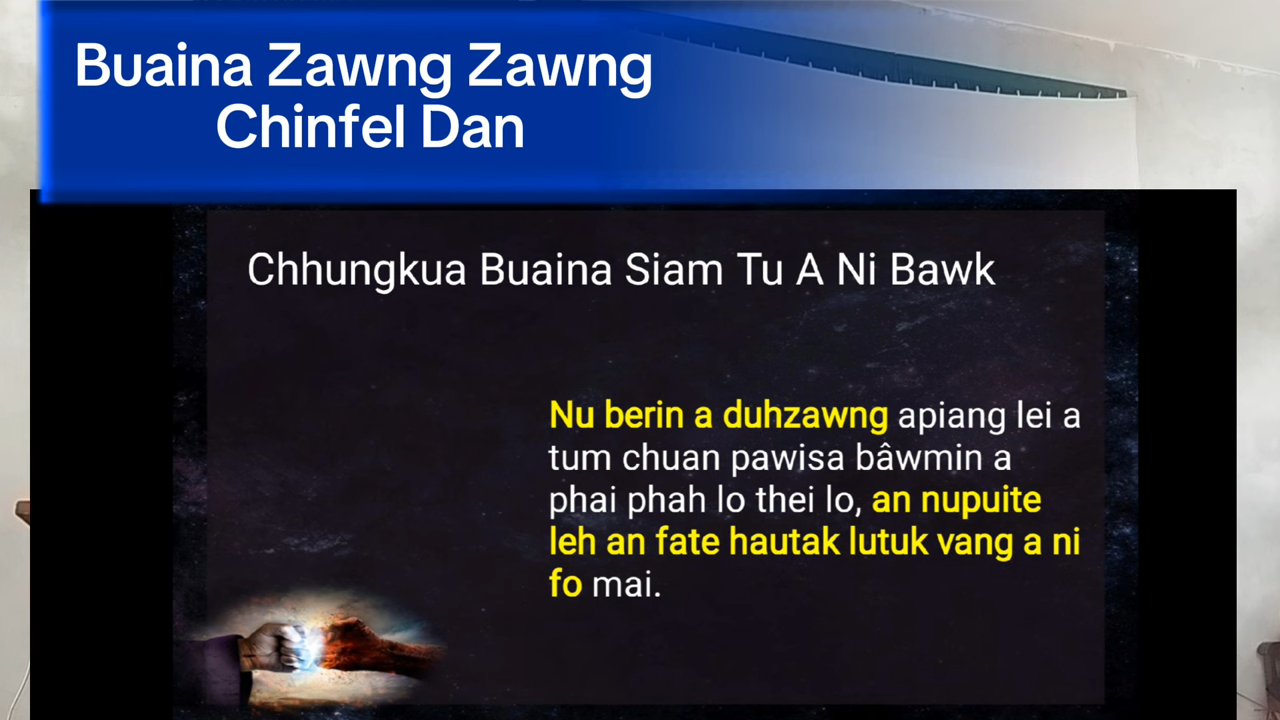 Buaina Zawng Zawng
Chinfel Dan
Chhungkua Buaina Siam Tu A Ni Bawk
Nu berin a duhzawng apiang lei a
tum chuan pawisa bâwmin a
phai phah lo thei lo, an nupuite
leh an fate hautak lutuk vang a ni
fo mai.